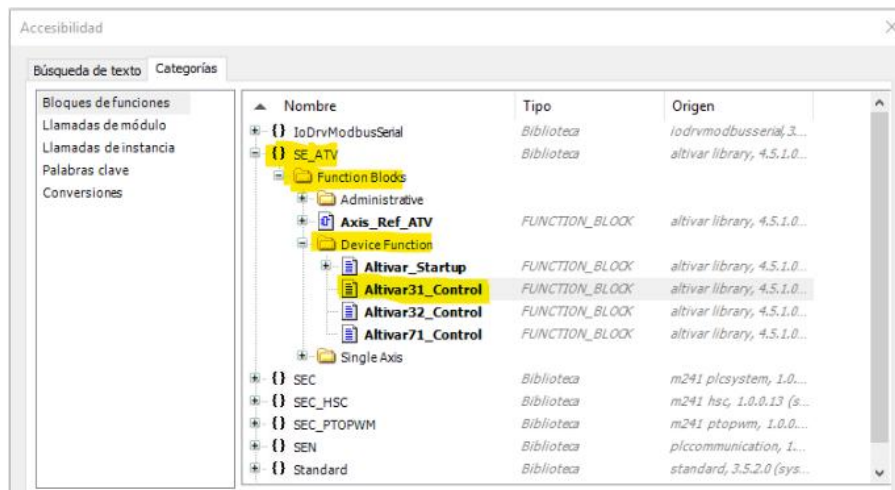 Accesibilidad
Búsqueda de texto Categorías
Bloques de funciones
Llamadas de módulo
Llamadas de instancia
Palabras clave
Conversiones
Nombre Tipo Origen
{} IoDrvModbusSerial Biblioteca iodrvmodbusserial, 3....
{} SE_ATV Biblioteca altivar library, 4.5.1.0...
Function Blocks
Administrative
Axis_Ref_ATV FUNCTION_BLOCK altivar library, 4.5.1.0...
Device Function
Altivar_Startup FUNCTION_BLOCK altivar library, 4.5.1.0...
Altivar31_Control FUNCTION_BLOCK altivar library, 4.5.1.0...
Altivar32_Control FUNCTION_BLOCK altivar library, 4.5.1.0...
Altivar71_Control FUNCTION_BLOCK altivar library, 4.5.1.0...
Single Axis
{} SEC Biblioteca m241 plcsystem, 1.0....
{} SEC_HSC Biblioteca m241 hsc, 1.0.0.13 (s...
{} SEC_PTOPWM Biblioteca m241 ptopwm, 1.0.0....
{} SEN Biblioteca plccommunication, 1....
{} Standard Biblioteca standard, 3.5.2.0 (sys...